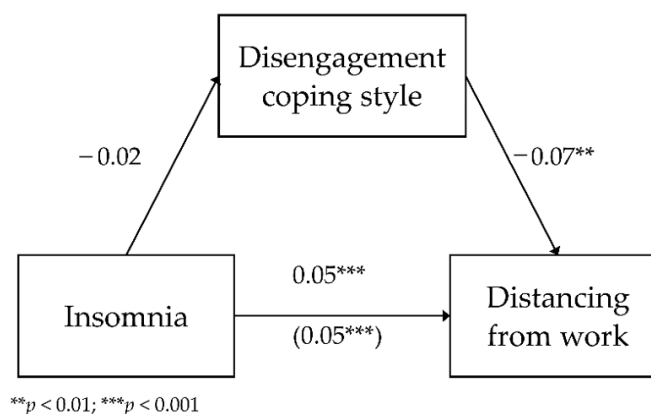 Disengagement
coping style
−0.02
−0.07**
0.05***
Insomnia
(0.05***)
Distancing
from work
**p < 0.01; ***p < 0.001